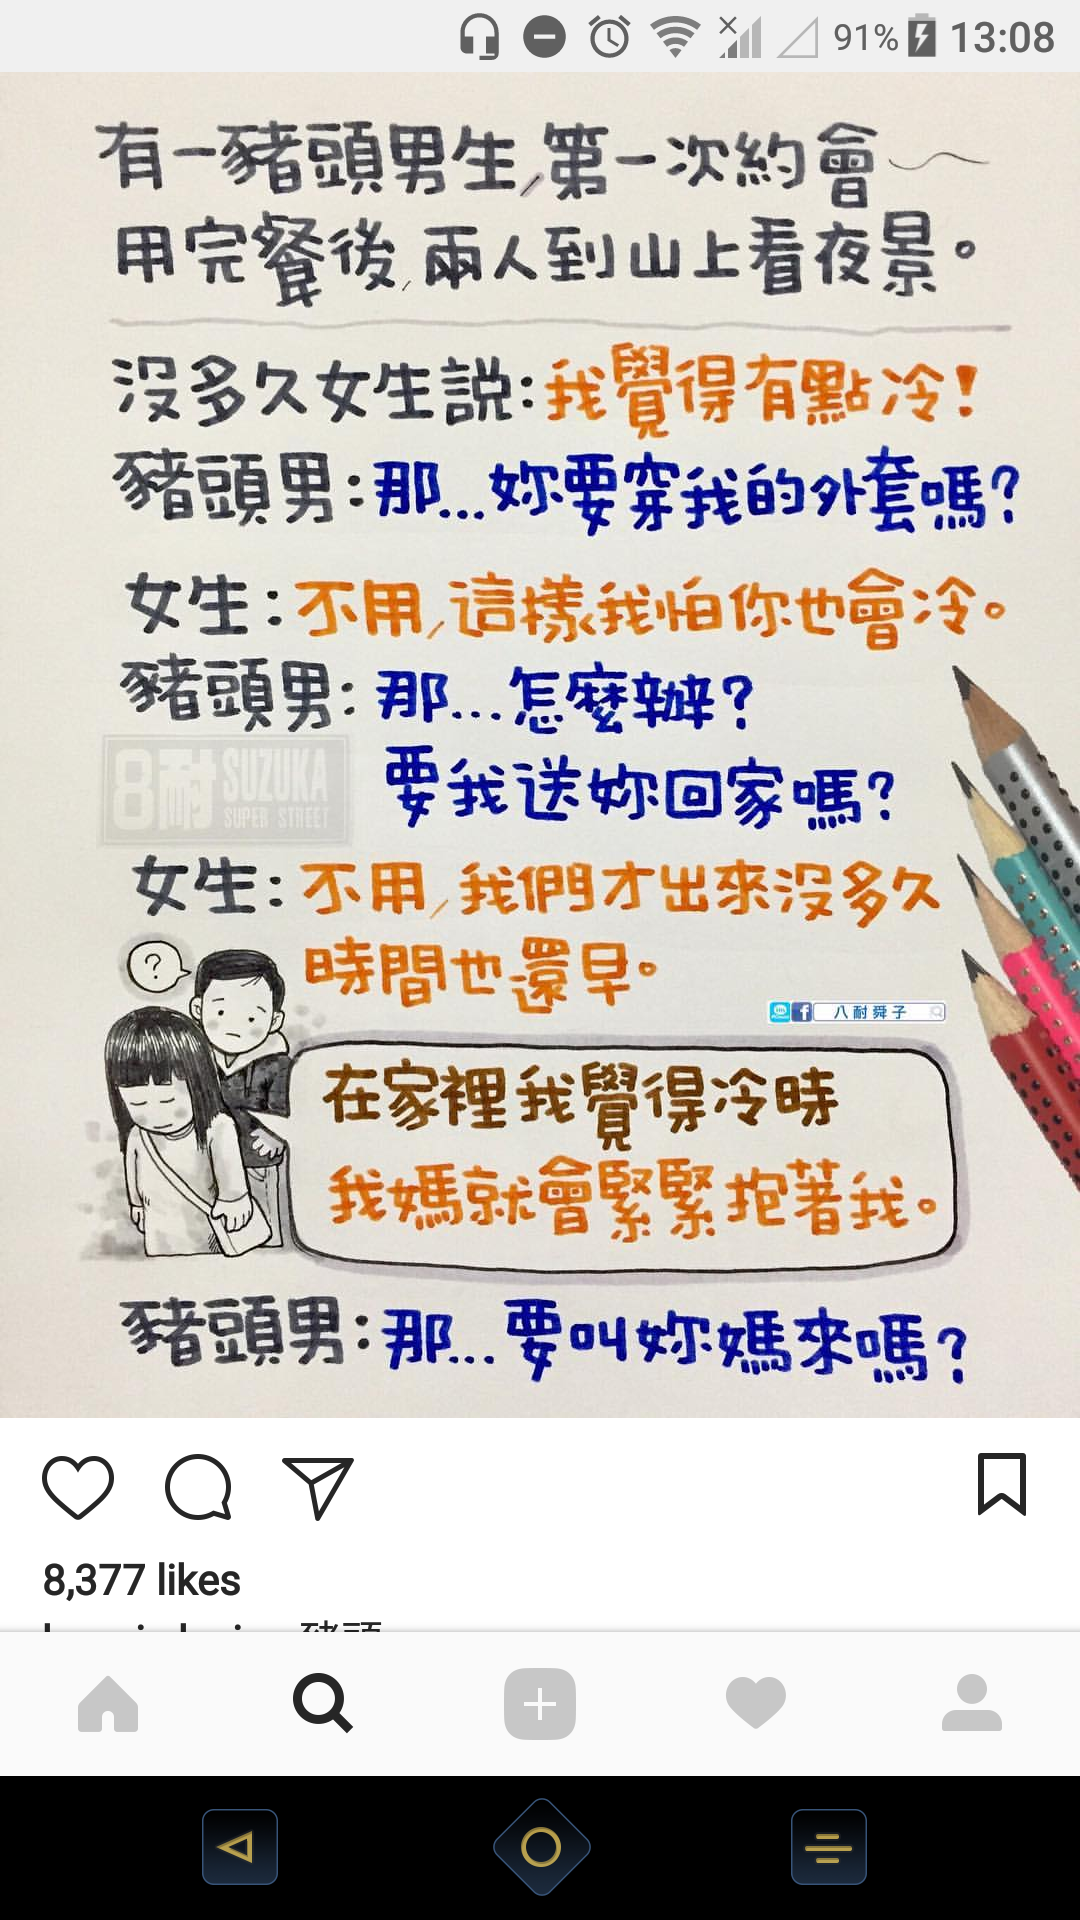 91% 13:08
有一豬頭男生,第一次約會～
用完餐後,兩人到山上看夜景。
沒多久女生説:我覺得有點冷!
豬頭男:那...妳要穿我的外套嗎?
女生:不用,這樣我怕你也會冷。
豬頭男:那...怎麼辦?
要我送妳回家嗎?
8耐 SUZUKA
SUPER STREET
女生:不用,我們才出來沒多久
時間也還早。
?
八耐舜子
在家裡我覺得冷時
我媽就會緊緊抱著我。
豬頭男:那...要叫妳媽來嗎?
8,377 likes
豬頭